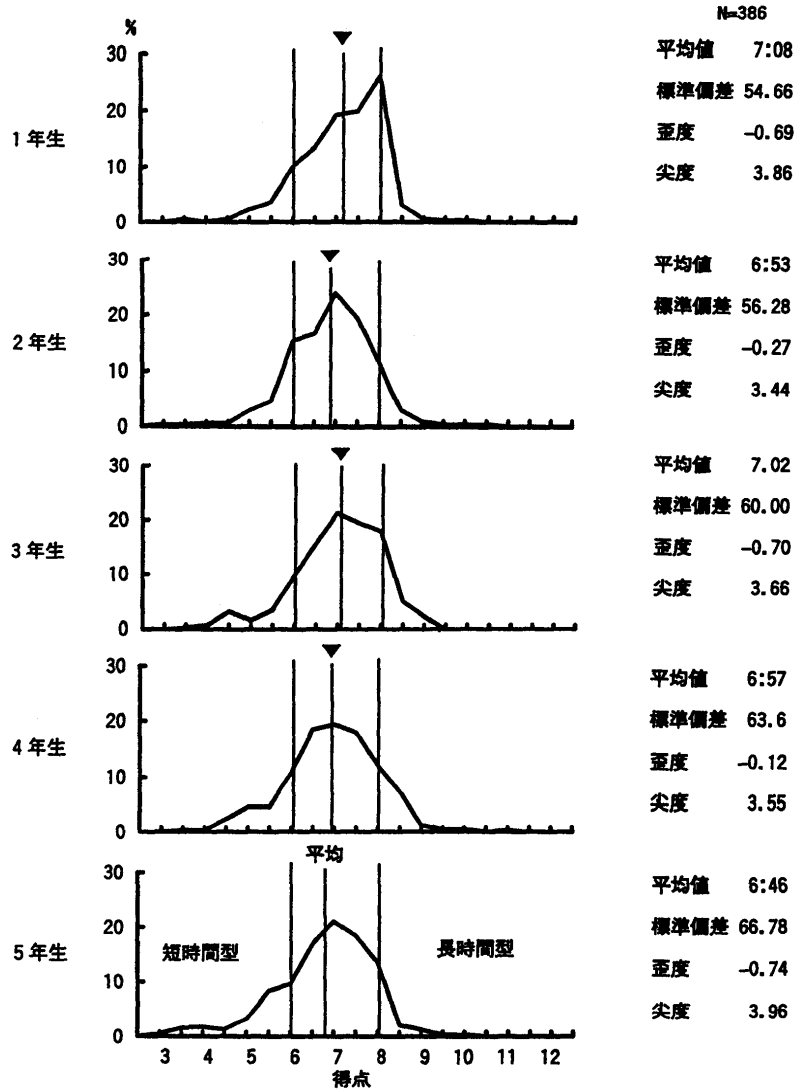 N=386
%
1年生
30
20
10
0
平均値 7:08
標準偏差 54.66
歪度 -0.69
尖度 3.86
2年生
30
20
10
0
平均値 6:53
標準偏差 56.28
歪度 -0.27
尖度 3.44
3年生
30
20
10
0
平均値 7.02
標準偏差 60.00
歪度 -0.70
尖度 3.66
4年生
30
20
10
0
平均値 6:57
標準偏差 63.6
歪度 -0.12
尖度 3.55
平均
5年生
30
20
10
0
短時間型
長時間型
平均値 6:46
標準偏差 66.78
歪度 -0.74
尖度 3.96
3 4 5 6 7 8 9 10 11 12
得点